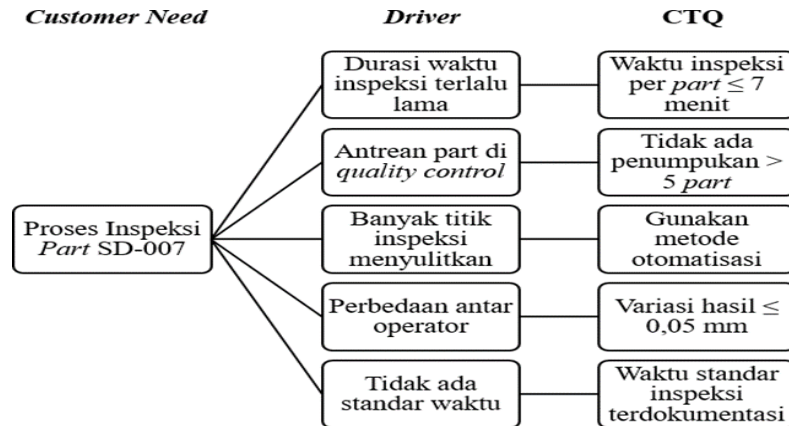 Customer Need
Driver
CTQ
Durasi waktu
inspeksi terlalu
lama
Waktu inspeksi
per part ≤ 7
menit
Antrean part di
quality control
Tidak ada
penumpukan >
5 part
Proses Inspeksi
Part SD-007
Banyak titik
inspeksi
menyulitkan
Gunakan
metode
otomatisasi
Perbedaan antar
operator
Variasi hasil ≤
0,05 mm
Tidak ada
standar waktu
Waktu standar
inspeksi
terdokumentasi